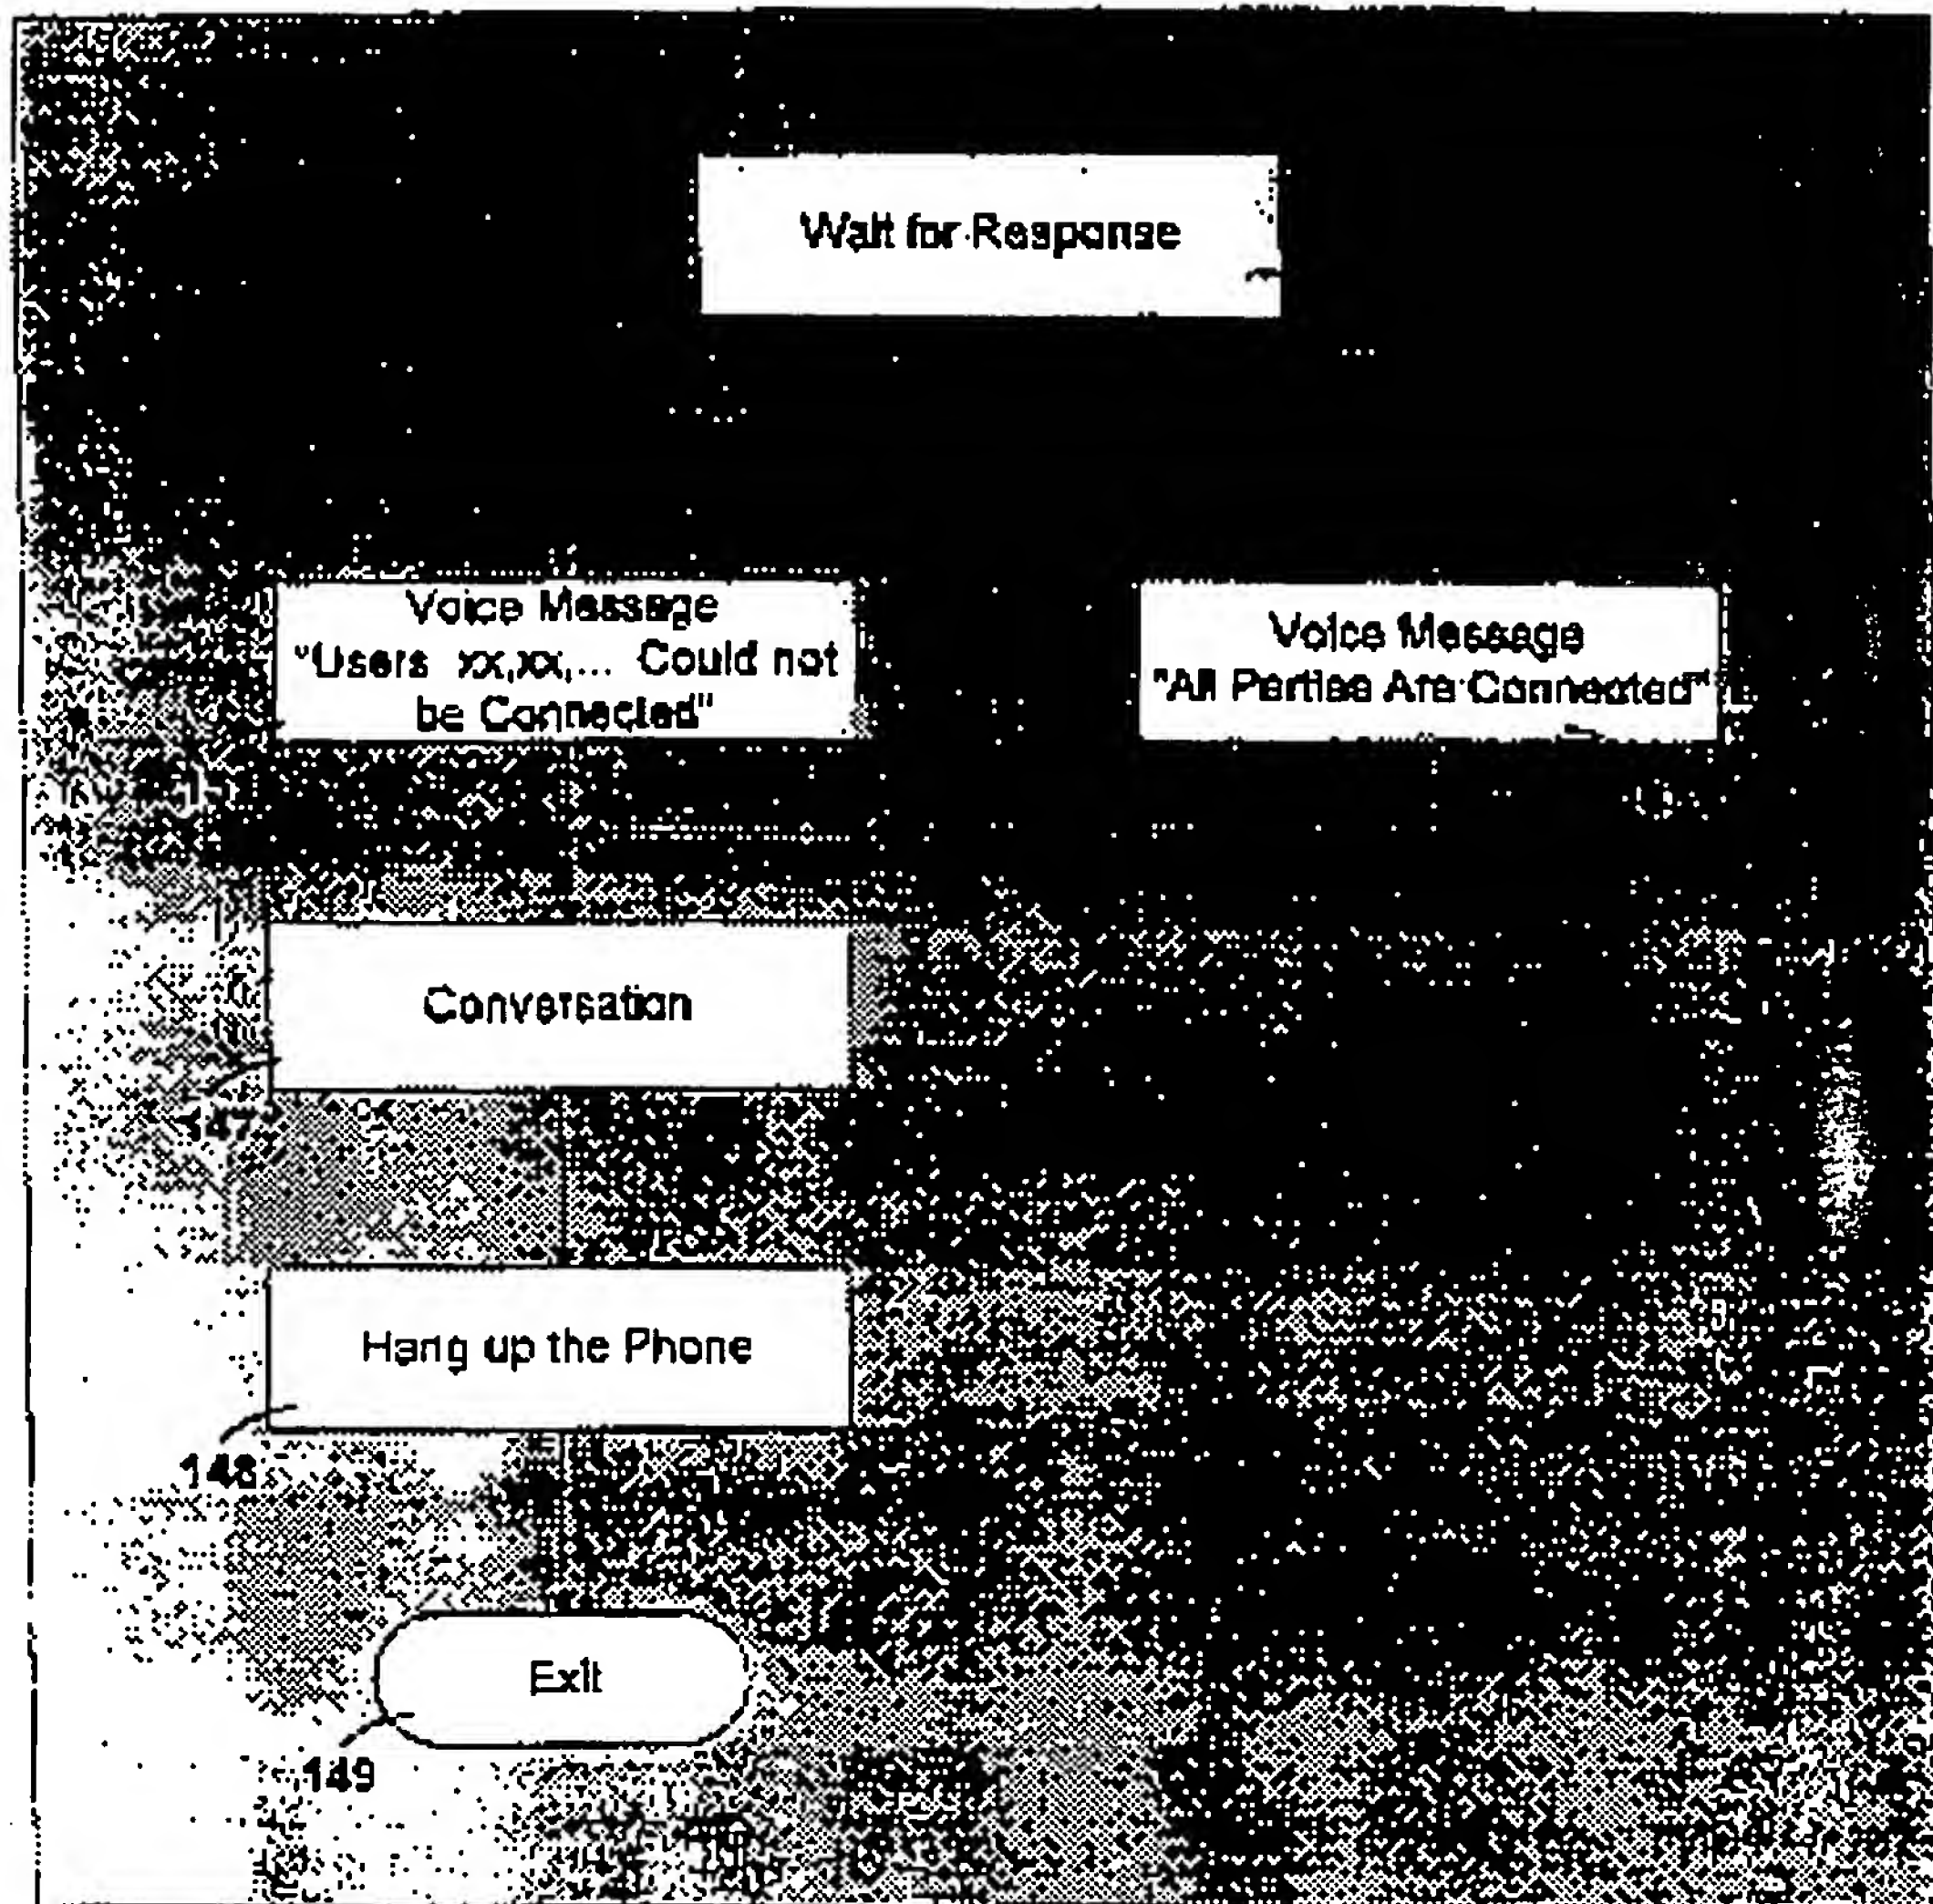 Wait for Response
Voice Message
"Users xx,xx,... Could not
be Connected"
Voice Message
"All Parties Are Connected"
Conversation
147
Hang up the Phone
148
Exit
149